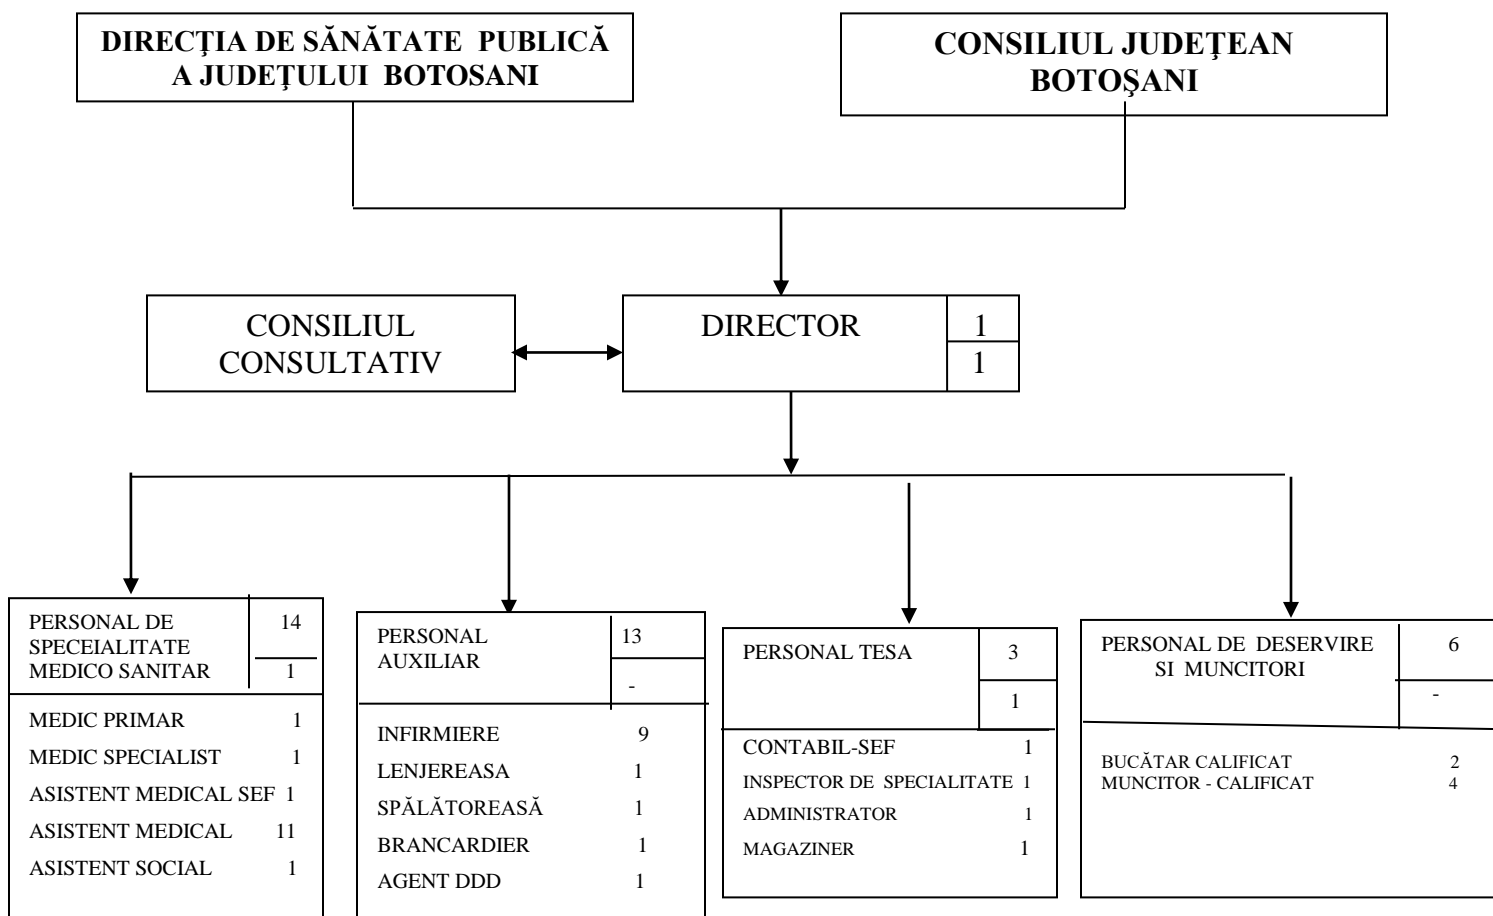 DIRECŢIA DE SĂNĂTATE PUBLICĂ
A JUDEŢULUI BOTOSANI
CONSILIUL JUDEŢEAN
BOTOŞANI
CONSILIUL
CONSULTATIV
DIRECTOR
1
1
PERSONAL DE
SPECEIALITATE
MEDICO SANITAR
14
1
MEDIC PRIMAR 1
MEDIC SPECIALIST 1
ASISTENT MEDICAL SEF 1
ASISTENT MEDICAL 11
ASISTENT SOCIAL 1
PERSONAL
AUXILIAR
13
-
INFIRMIERE 9
LENJEREASA 1
SPĂLĂTOREASĂ 1
BRANCARDIER 1
AGENT DDD 1
PERSONAL TESA
3
1
CONTABIL-SEF 1
INSPECTOR DE SPECIALITATE 1
ADMINISTRATOR 1
MAGAZINER 1
PERSONAL DE DESERVIRE
SI MUNCITORI
6
-
BUCĂTAR CALIFICAT 2
MUNCITOR - CALIFICAT 4